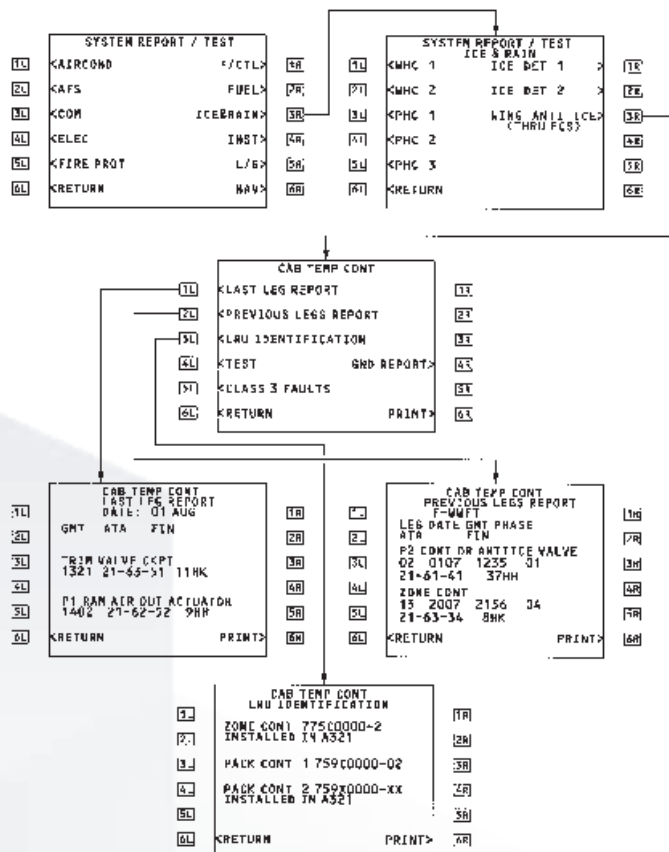 SYSTEM REPORT / TEST
1L <AIRCOND F/CTL> 1R
2L <AFS FUEL> 2R
3L <COM ICE&RAIN> 3R
4L <ELEC INST> 4R
5L <FIRE PROT L/G> 5R
6L <RETURN NAV> 6R
SYSTEM REPORT / TEST
ICE & RAIN
1L <WHC 1 ICE DET 1 > 1R
2L <WHC 2 ICE DET 2 > 2R
3L <PHC 1 WING ANTI ICE> 3R
(THRU ECS)
4L <PHC 2 4R
5L <PHC 3 5R
6L <RETURN 6R
CAB TEMP CONT
1L <LAST LEG REPORT 1R
2L <PREVIOUS LEGS REPORT 2R
3L <LRU IDENTIFICATION 3R
4L <TEST GND REPORT> 4R
5L <CLASS 3 FAULTS 5R
6L <RETURN PRINT> 6R
CAB TEMP CONT
LAST LEG REPORT
1L DATE: 01 AUG 1R
GMT ATA FIN
2L 2R
TRIM VALVE CKPT
3L 1321 21-63-51 11HK 3R
4L 4R
P1 RAM AIR OUT ACTUATOR
5L 1402 21-62-52 9HH 5R
6L <RETURN PRINT> 6R
CAB TEMP CONT
PREVIOUS LEGS REPORT
1L 1R
LEG DATE GMT PHASE
2L ATA FIN 2R
P2 CONT OR ANTIICE VALVE
3L 02 0107 1235 01 3R
4L 21-61-41 37HH 4R
ZONE CONT
5L 13 2007 2156 04 5R
21-63-34 8HK
6L <RETURN PRINT> 6R
CAB TEMP CONT
LRU IDENTIFICATION
1L 1R
ZONE CONT 775C0000-2
2L INSTALLED IN A321 2R
3L PACK CONT 1 759C0000-02 3R
4L PACK CONT 2 759X0000-XX 4R
INSTALLED IN A321
5L 5R
6L <RETURN PRINT> 6R